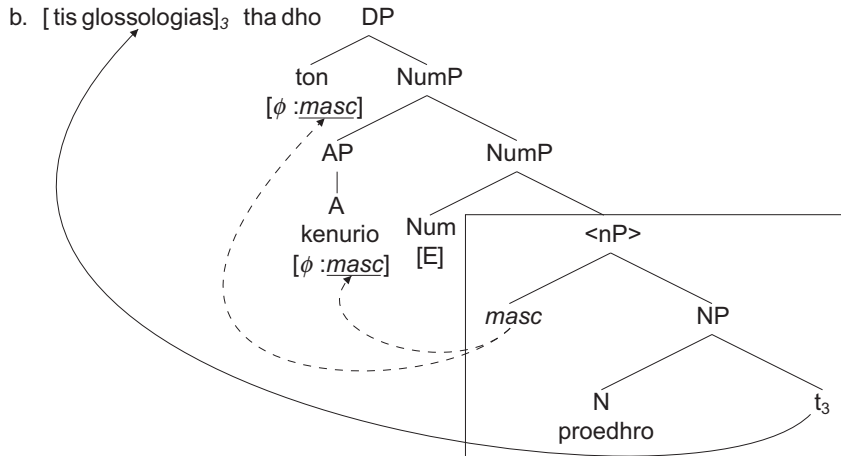 b. [ tis glossologias]3 tha dho DP
ton NumP
[ϕ :masc]
AP NumP
A
kenurio Num <nP>
[ϕ :masc] [E]
masc NP
N t3
proedhro